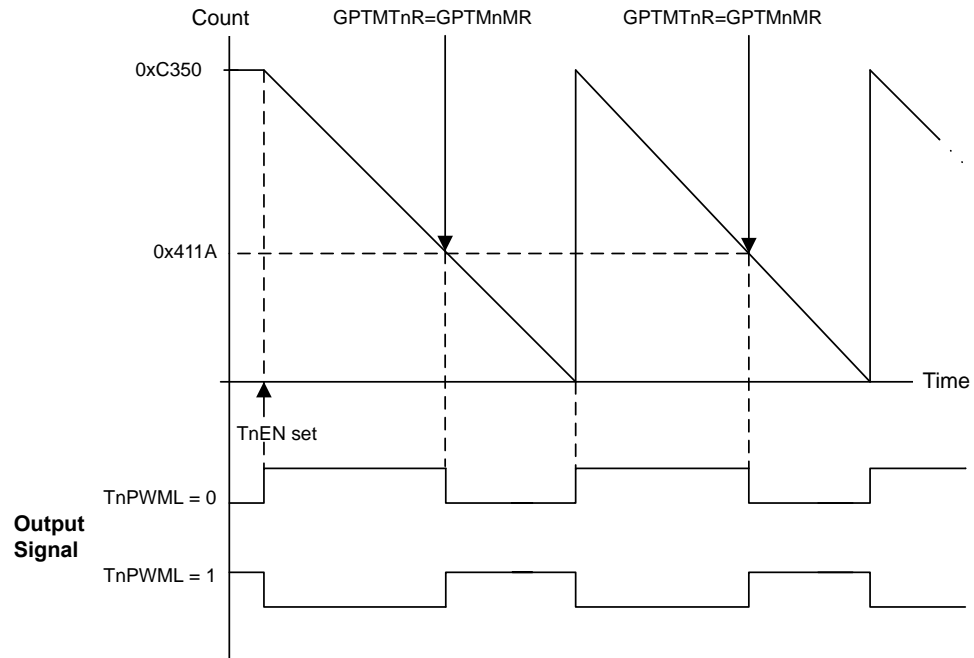 Count
GPTMTnR=GPTMnMR
GPTMTnR=GPTMnMR
0xC350
0x411A
Time
TnEN set
TnPWML = 0
Output
Signal
TnPWML = 1